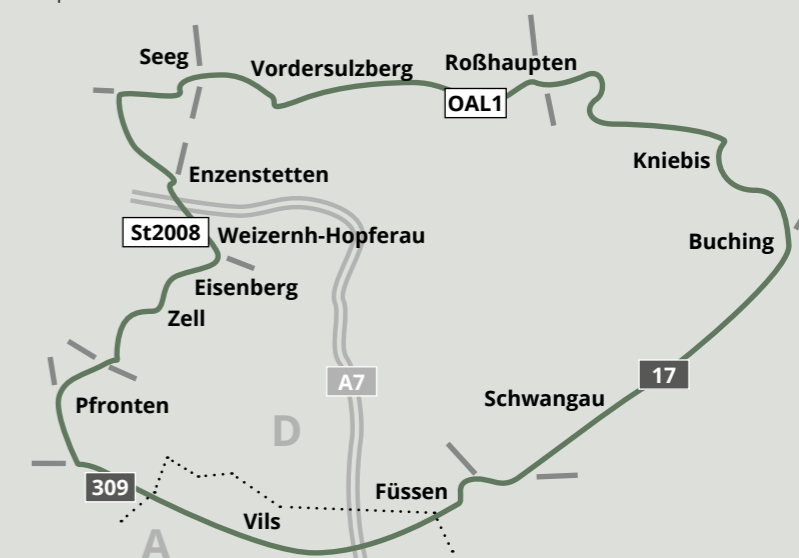 Seeg
Vordersulzberg
Roßhaupten
OAL1
Kniebis
Enzenstetten
St2008
Weizernh-Hopferau
Buching
Eisenberg
Zell
A7
17
Schwangau
Pfronten
D
309
Füssen
Vils
A